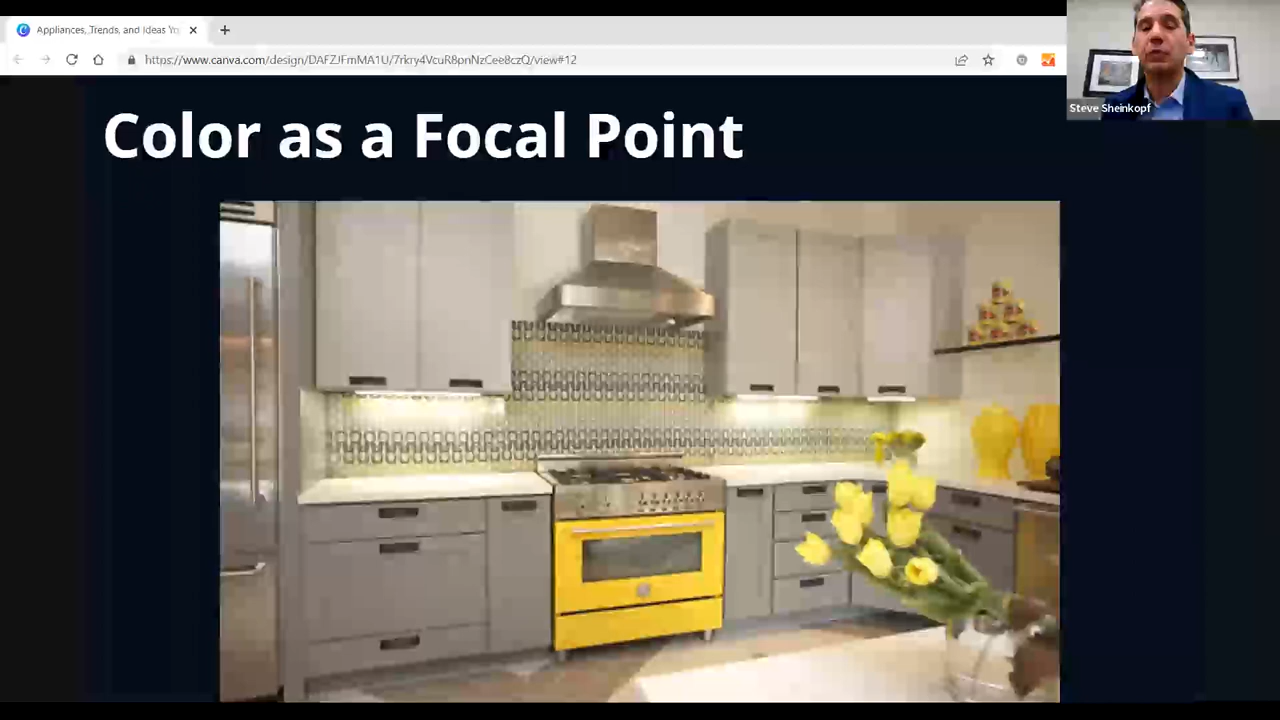 Appliances, Trends, and Ideas Yo
https://www.canva.com/design/DAFZJFmMA1U/7rkry4VcuRbnNzCee8czQ/view#12
Steve Sheinkopf
Color as a Focal Point